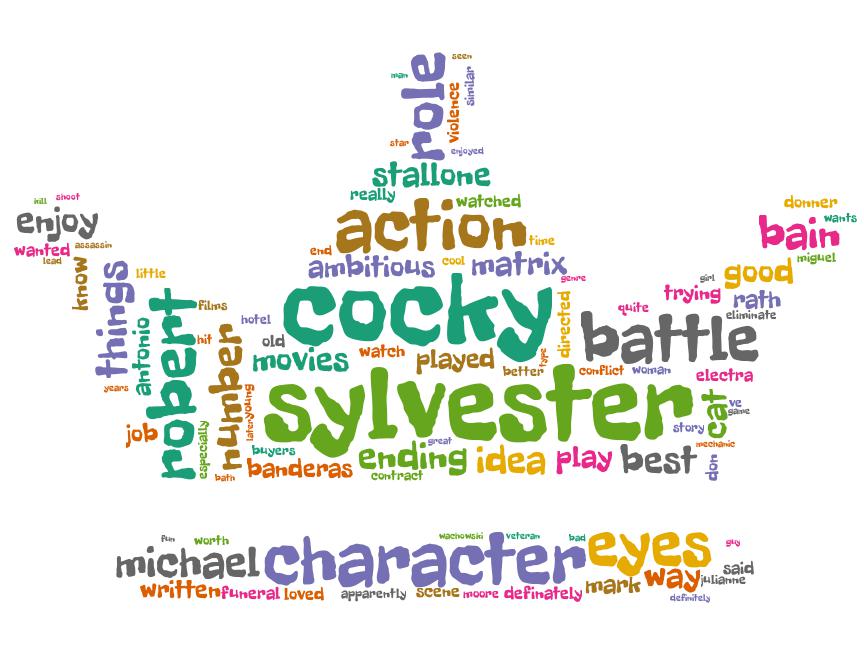 seen
man
role
similar
violence
star
enjoyed
stallone
really
watched
kill
shoot
enjoy
action
donner
wants
bain
wanted
assassin
lead
end
time
miguel
know
things
little
ambitious
cool
matrix
genre
girl
good
trying
rath
robert
films
cocky
directed
quite
eliminate
antonio
hit
number
hotel
old
battle
movies
watch
played
type
better
conflict
woman
electra
years
later
young
sylvester
cat
ve
game
job
especially
buyers
great
story
mechanic
bath
banderas
ending
contract
idea
play
best
don
fun
worth
wachowski
veteran
bad
eyes
guy
michael
character
way
said
julianne
written
funeral
loved
apparently
scene
moore
definately
mark
definitely